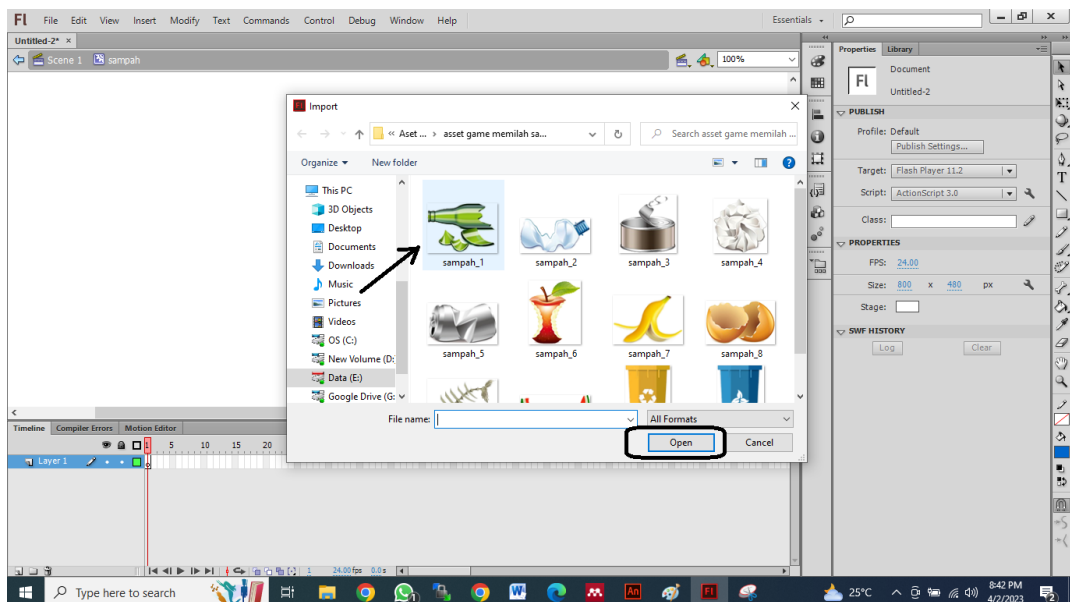 Fl File Edit View Insert Modify Text Commands Control Debug Window Help Essentials
Untitled-2* ×
Scene 1 sampah 100%
Import
« Aset ... › asset game memilah sa... Search asset game memilah ...
Organize New folder
This PC
3D Objects
Desktop
Documents
Downloads
Music
Pictures
Videos
OS (C:)
New Volume (D:
Data (E:)
Google Drive (G:
sampah_1 sampah_2 sampah_3 sampah_4
sampah_5 sampah_6 sampah_7 sampah_8
File name: All Formats
Open Cancel
Properties Library
Fl Document
Untitled-2
PUBLISH
Profile: Default
Publish Settings...
Target: Flash Player 11.2
Script: ActionScript 3.0
Class:
PROPERTIES
FPS: 24.00
Size: 800 x 480 px
Stage:
SWF HISTORY
Log Clear
Timeline Compiler Errors Motion Editor
1 5 10 15 20
Layer 1
1 24.00 fps 0.0 s
Type here to search An Fl 25°C 8:42 PM
4/2/2023